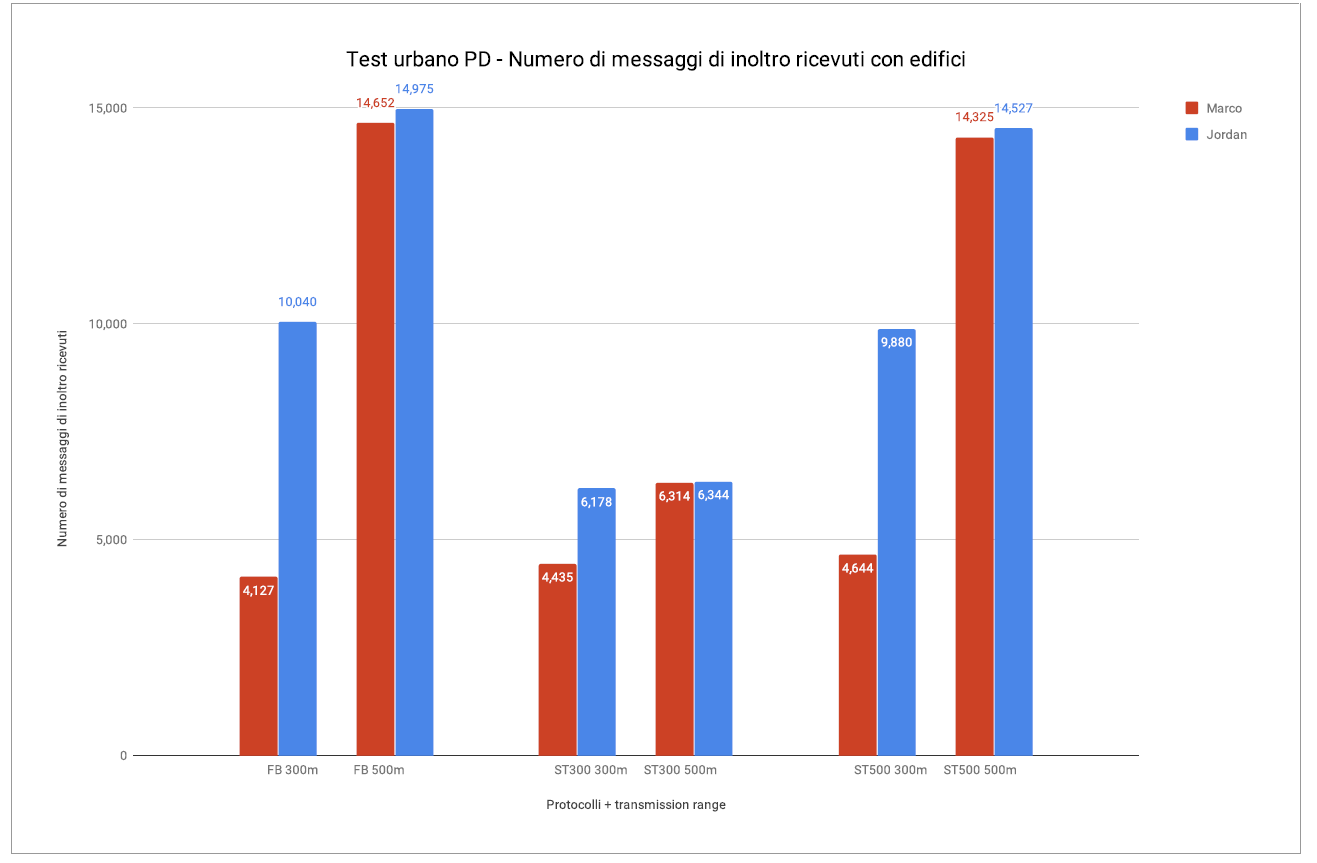 Test urbano PD - Numero di messaggi di inoltro ricevuti con edifici
Marco
Jordan
Numero di messaggi di inoltro ricevuti
15,000
10,000
5,000
0
4,127
10,040
14,652
14,975
4,435
6,178
6,314
6,344
4,644
9,880
14,325
14,527
FB 300m
FB 500m
ST300 300m
ST300 500m
ST500 300m
ST500 500m
Protocolli + transmission range